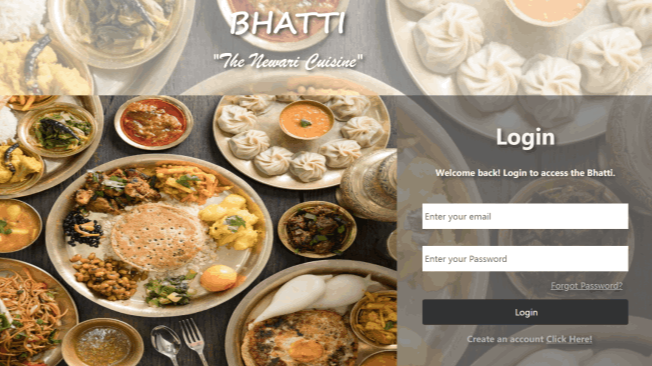 BHATTI
"The Newari Cuisine"
Login
Welcome back! Login to access the Bhatti.
Enter your email
Enter your Password
Forgot Password?
Login
Create an account Click Here!